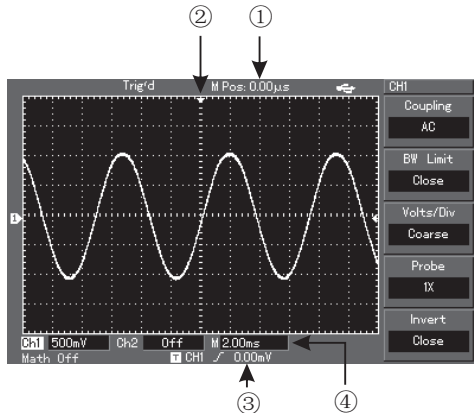 ② ①
Trig'd M Pos: 0.00μs CH1
Coupling
AC
BW Limit
Close
Volts/Div
Coarse
1
Probe
1X
Invert
Close
Ch1 500mV Ch2 Off M 2.00ms
Math Off T CH1 0.00mV
③ ④